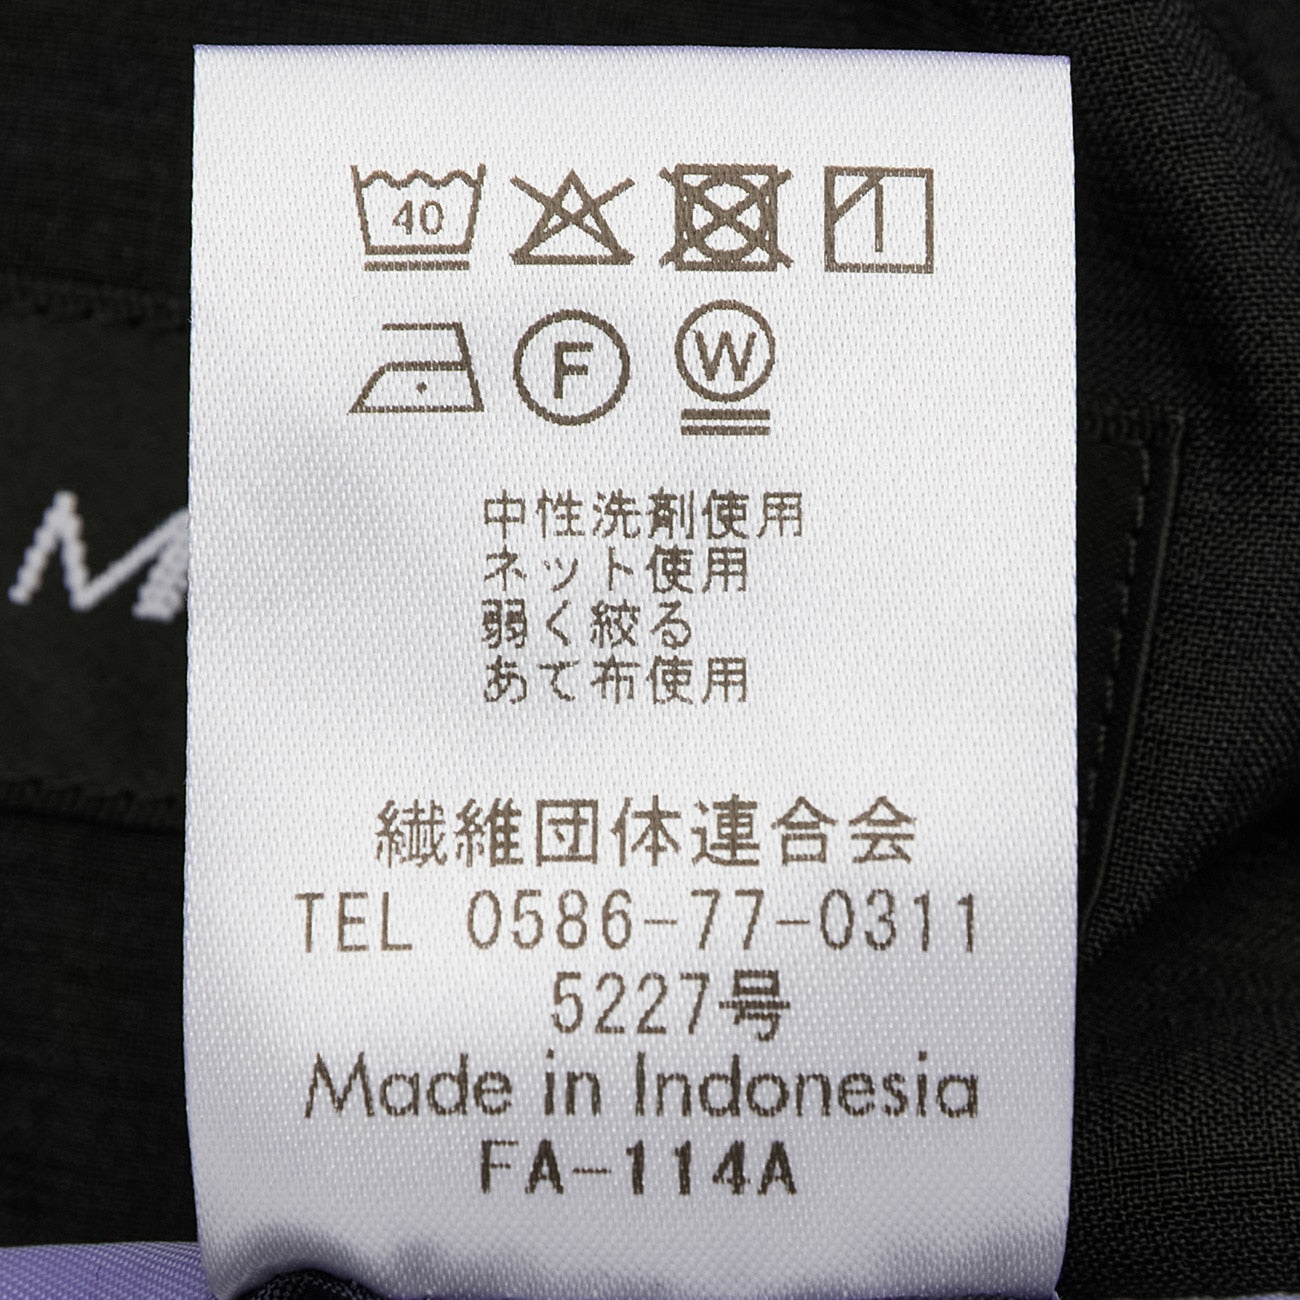 40
F W
中性洗剤使用
ネット使用
弱く絞る
あて布使用
繊維団体連合会
TEL 0586-77-0311
5227号
Made in Indonesia
FA-114A
M